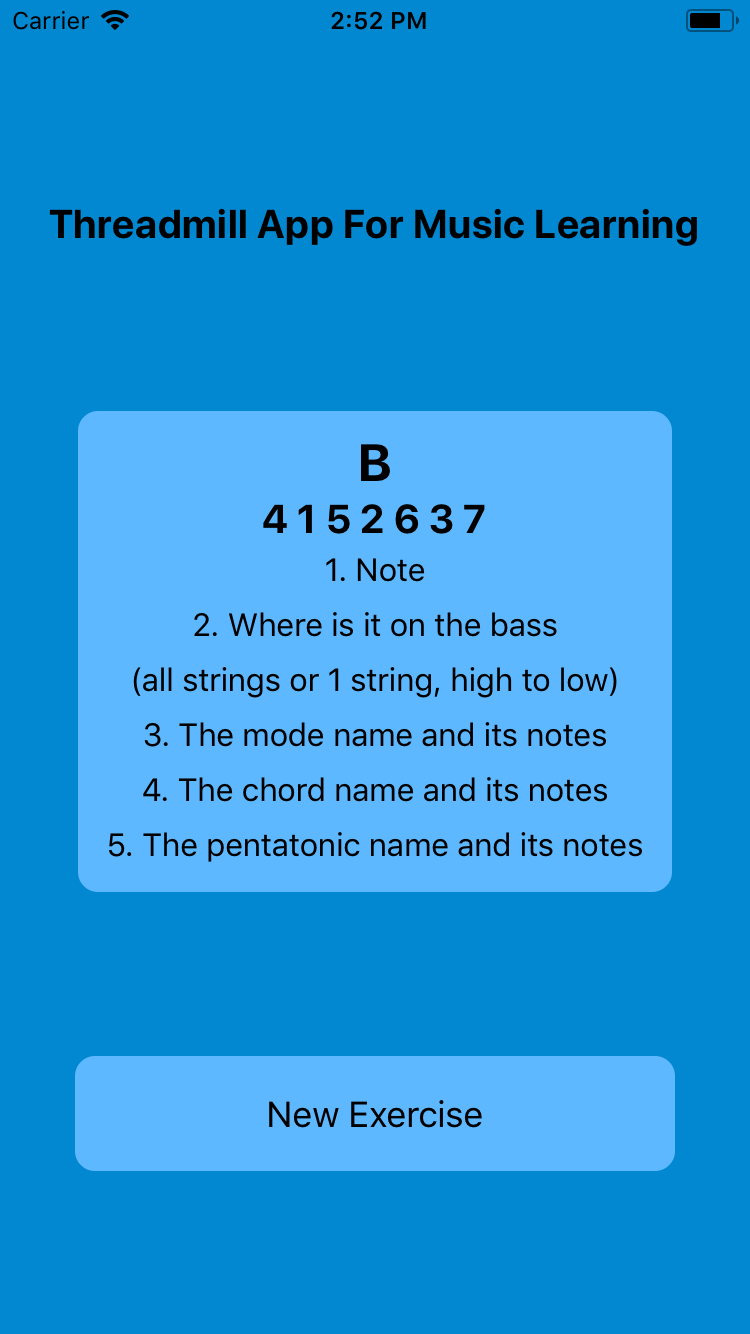 Carrier 2:52 PM
Threadmill App For Music Learning
B
4 1 5 2 6 3 7
1. Note
2. Where is it on the bass
(all strings or 1 string, high to low)
3. The mode name and its notes
4. The chord name and its notes
5. The pentatonic name and its notes
New Exercise